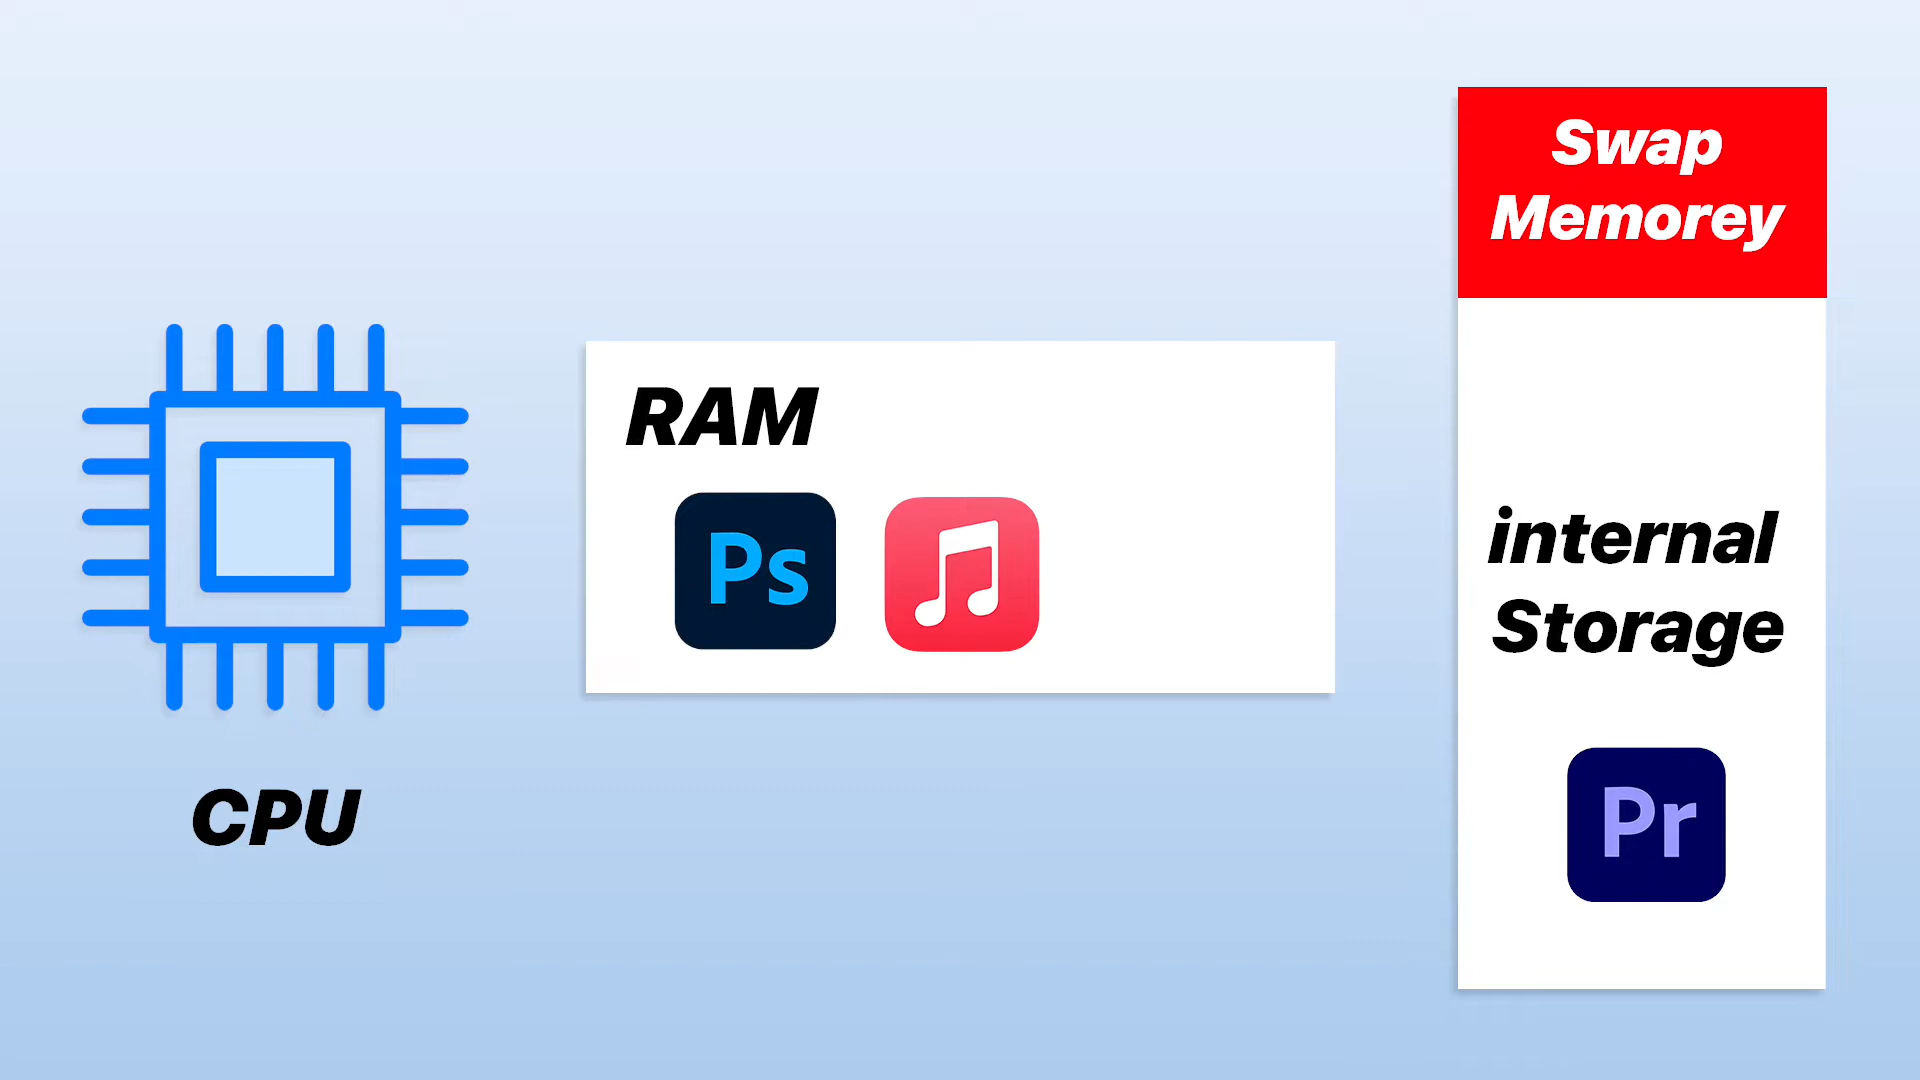 CPU
RAM
Ps
Swap
Memorey
internal
Storage
Pr